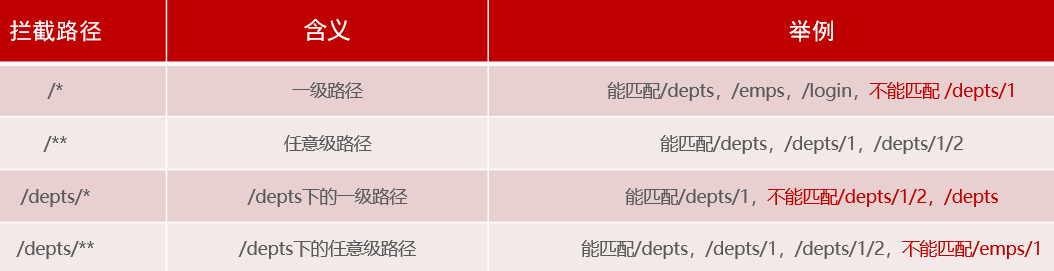 拦截路径 含义 举例
/* 一级路径 能匹配/depts，/emps，/login，不能匹配 /depts/1
/** 任意级路径 能匹配/depts，/depts/1，/depts/1/2
/depts/* /depts下的一级路径 能匹配/depts/1，不能匹配/depts/1/2，/depts
/depts/** /depts下的任意级路径 能匹配/depts，/depts/1，/depts/1/2，不能匹配/emps/1